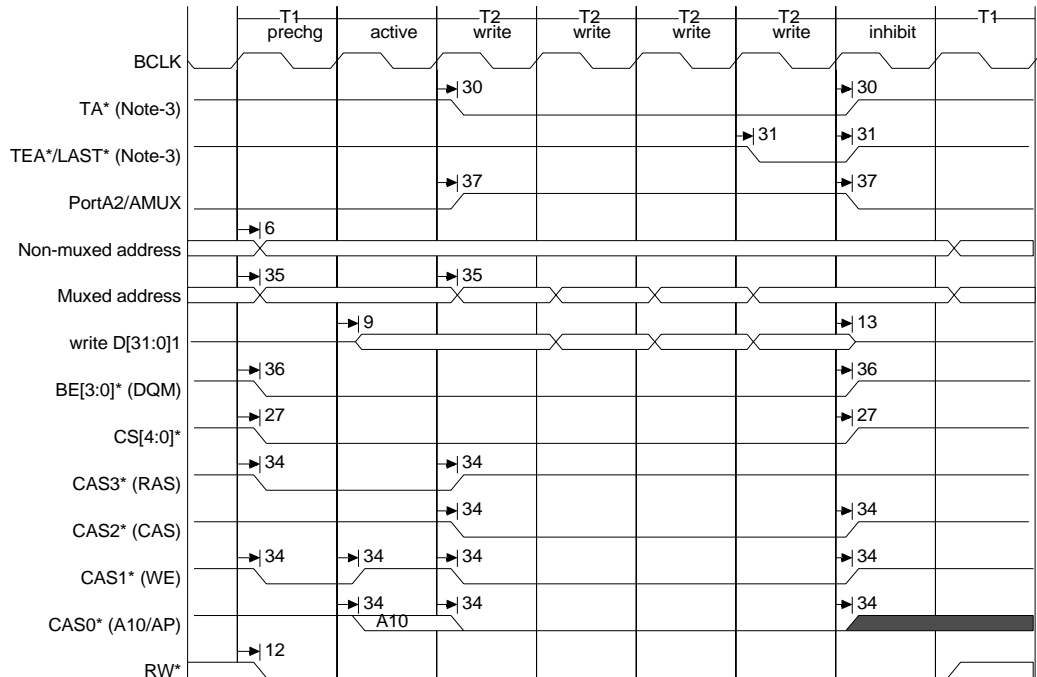 T1 T2 T2 T2 T2 T1
prechg active write write write write inhibit
BCLK
30 30
TA* (Note-3)
31 31
TEA*/LAST* (Note-3)
37 37
PortA2/AMUX
6
Non-muxed address
35 35
Muxed address
9 13
write D[31:0]1
36 36
BE[3:0]* (DQM)
27 27
CS[4:0]*
34 34
CAS3* (RAS)
34 34
CAS2* (CAS)
34 34 34 34
CAS1* (WE)
34 34 34
CAS0* (A10/AP) A10
12
RW*